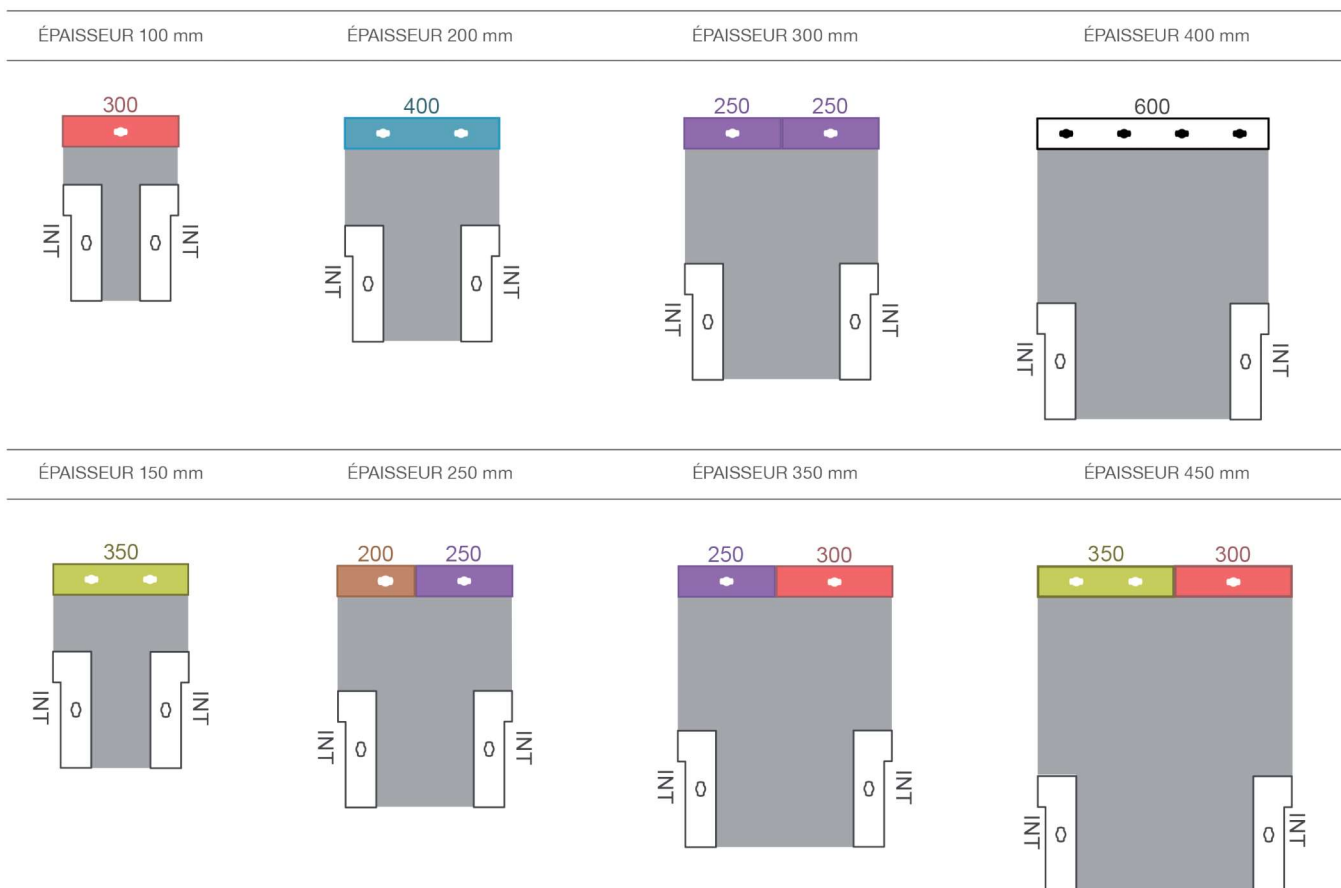 ÉPAISSEUR 100 mm ÉPAISSEUR 200 mm ÉPAISSEUR 300 mm ÉPAISSEUR 400 mm
300 400 250 250 600
INT INT INT INT INT INT INT INT
ÉPAISSEUR 150 mm ÉPAISSEUR 250 mm ÉPAISSEUR 350 mm ÉPAISSEUR 450 mm
350 200 250 250 300 350 300
INT INT INT INT INT INT INT INT